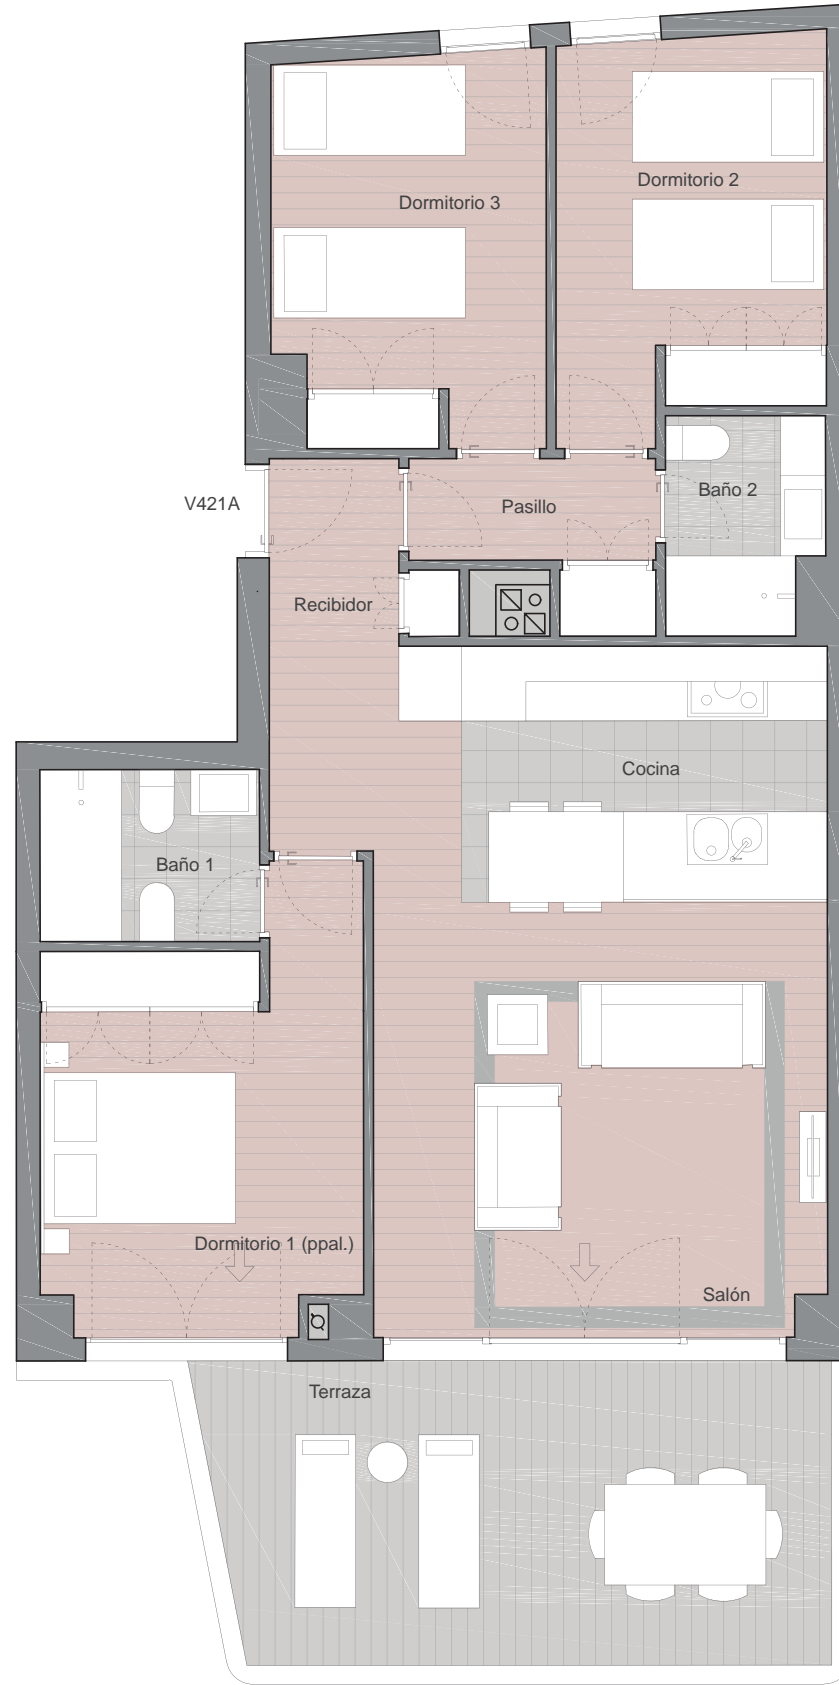 Dormitorio 2
Dormitorio 3
Baño 2
V421A
Pasillo
Recibidor
Cocina
Baño 1
Dormitorio 1 (ppal.)
Salón
Terraza